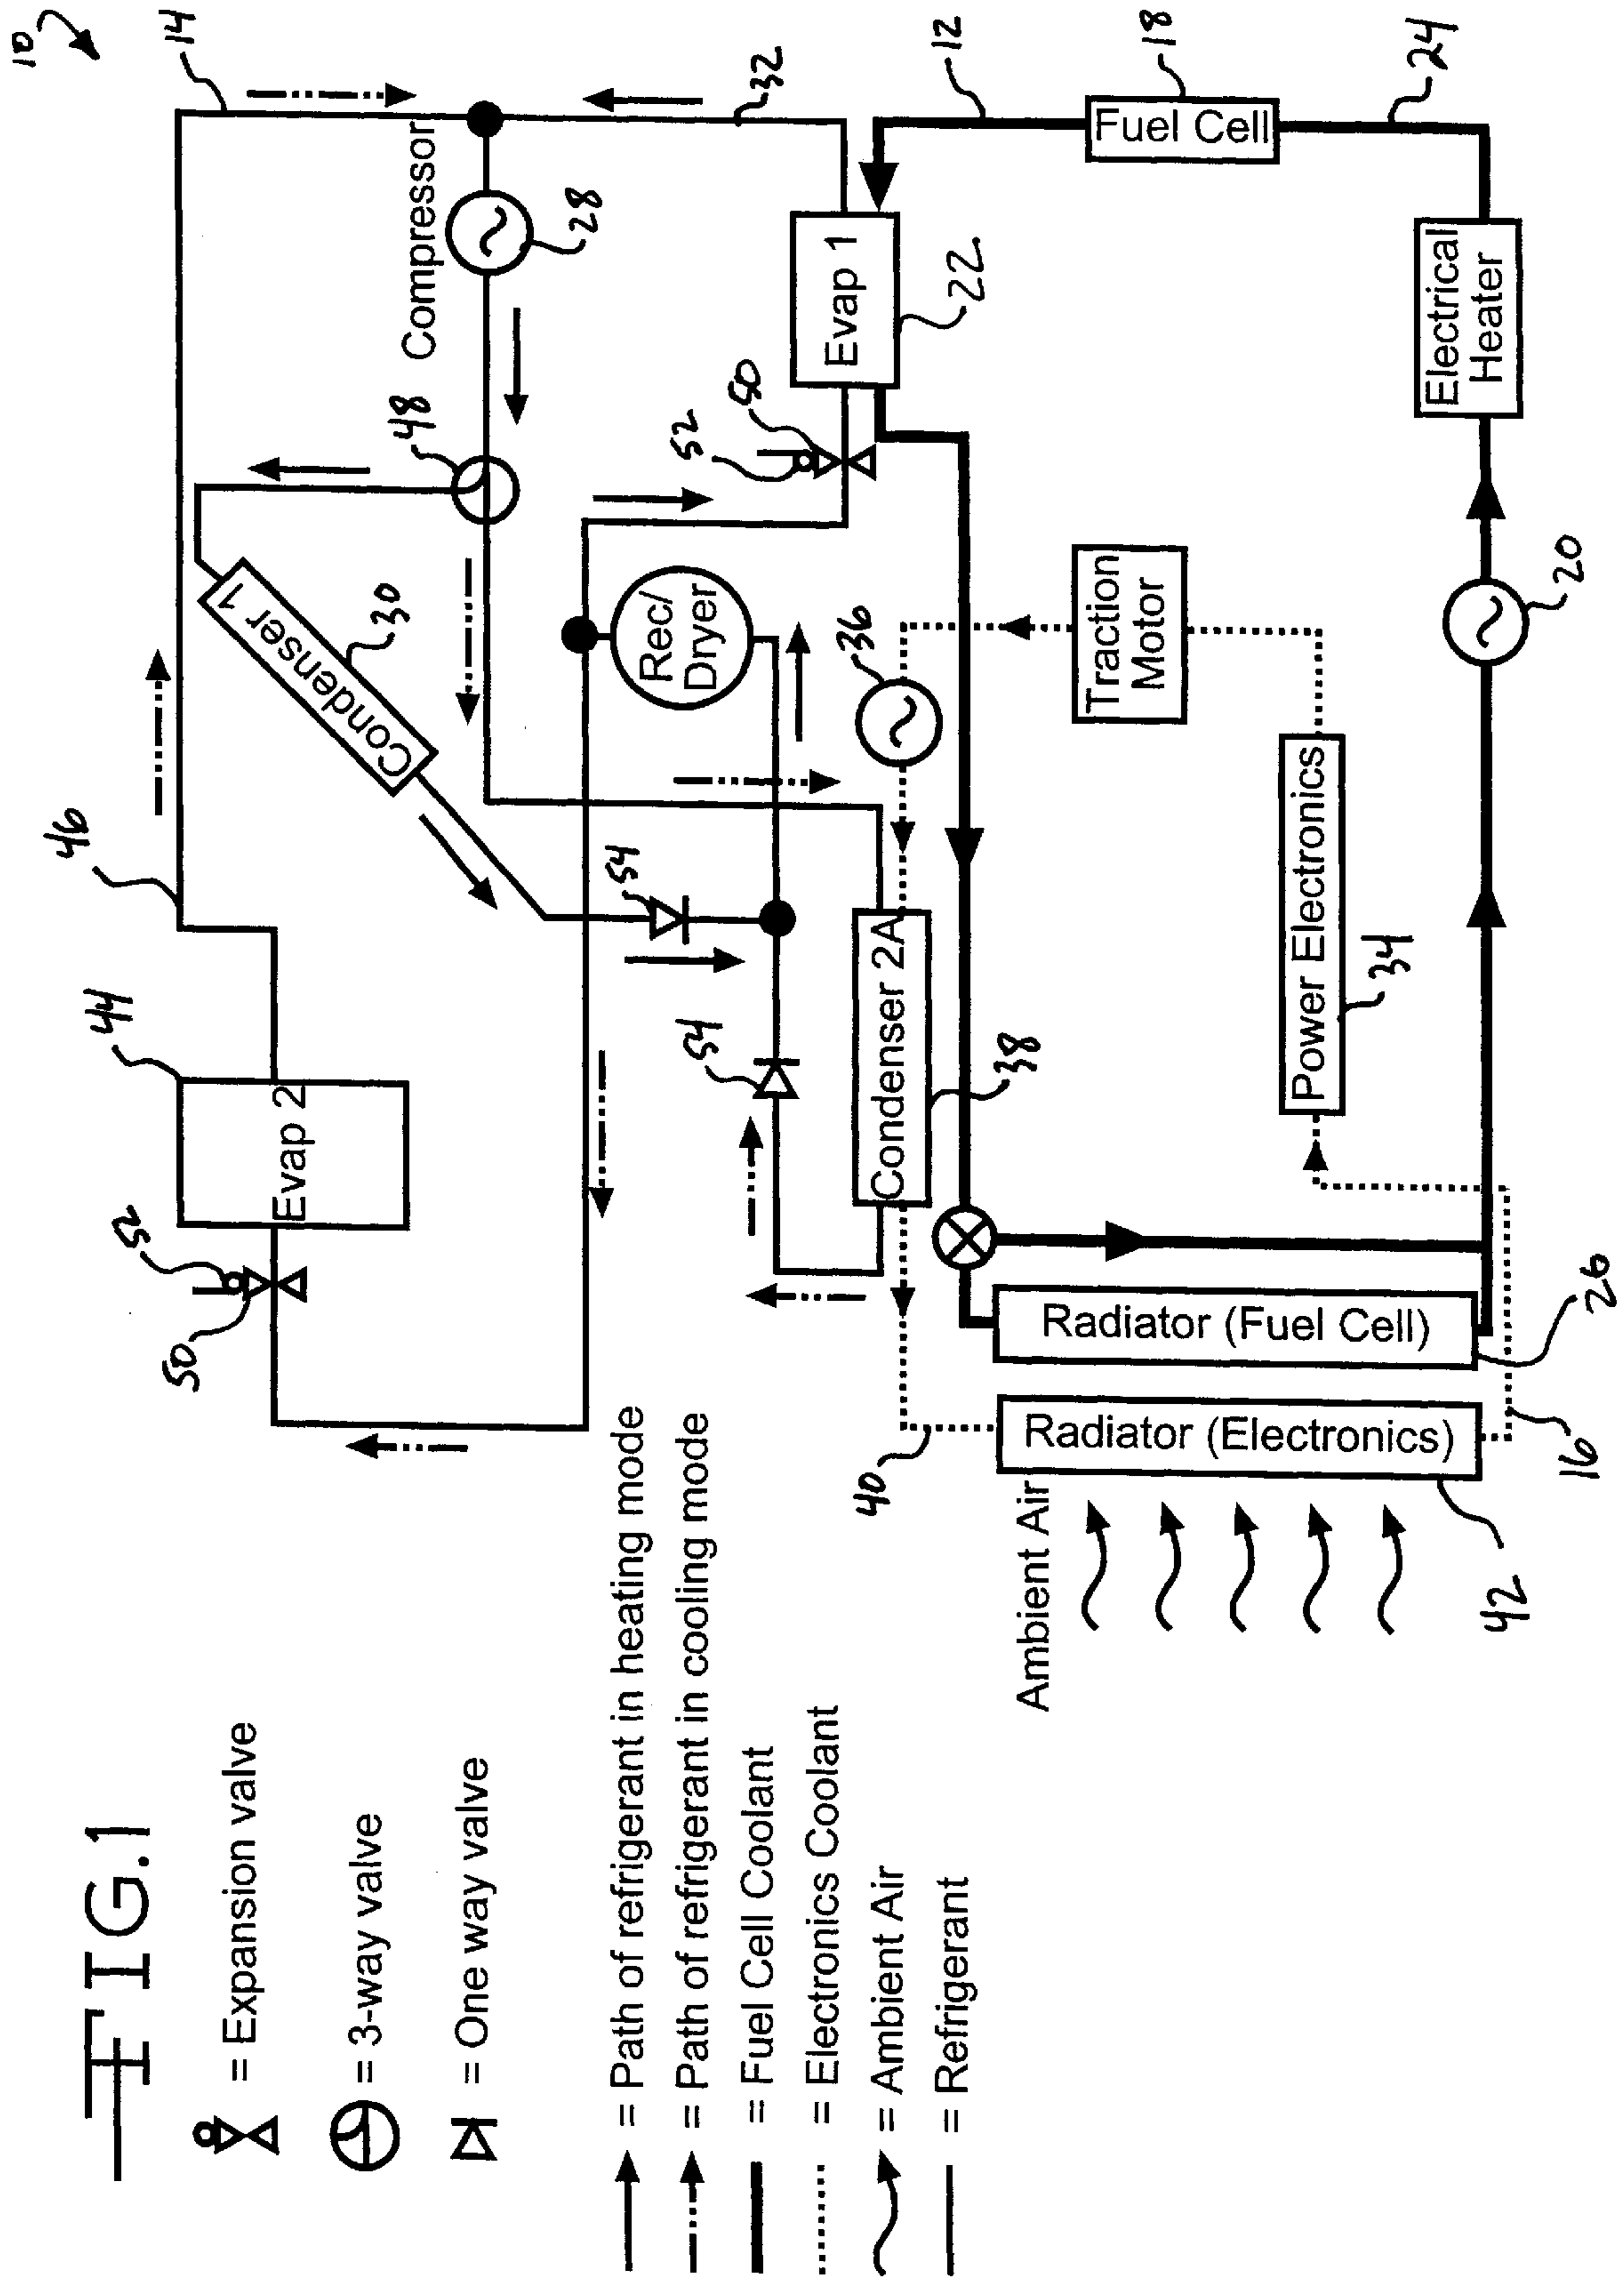 FIG.1
= Expansion valve
= 3-way valve
= One way valve
= Path of refrigerant in heating mode
= Path of refrigerant in cooling mode
= Fuel Cell Coolant
= Electronics Coolant
= Ambient Air
= Refrigerant
10
14
46
44
Evap 2
52
50
Condenser 1
30
48
Compressor
28
32
12
Fuel Cell
18
24
Evap 1
22
50
52
Rec/
Dryer
54
54
36
Condenser 2A
38
Traction
Motor
Electrical
Heater
20
Power Electronics
34
Radiator (Fuel Cell)
26
Radiator (Electronics)
40
16
42
Ambient Air